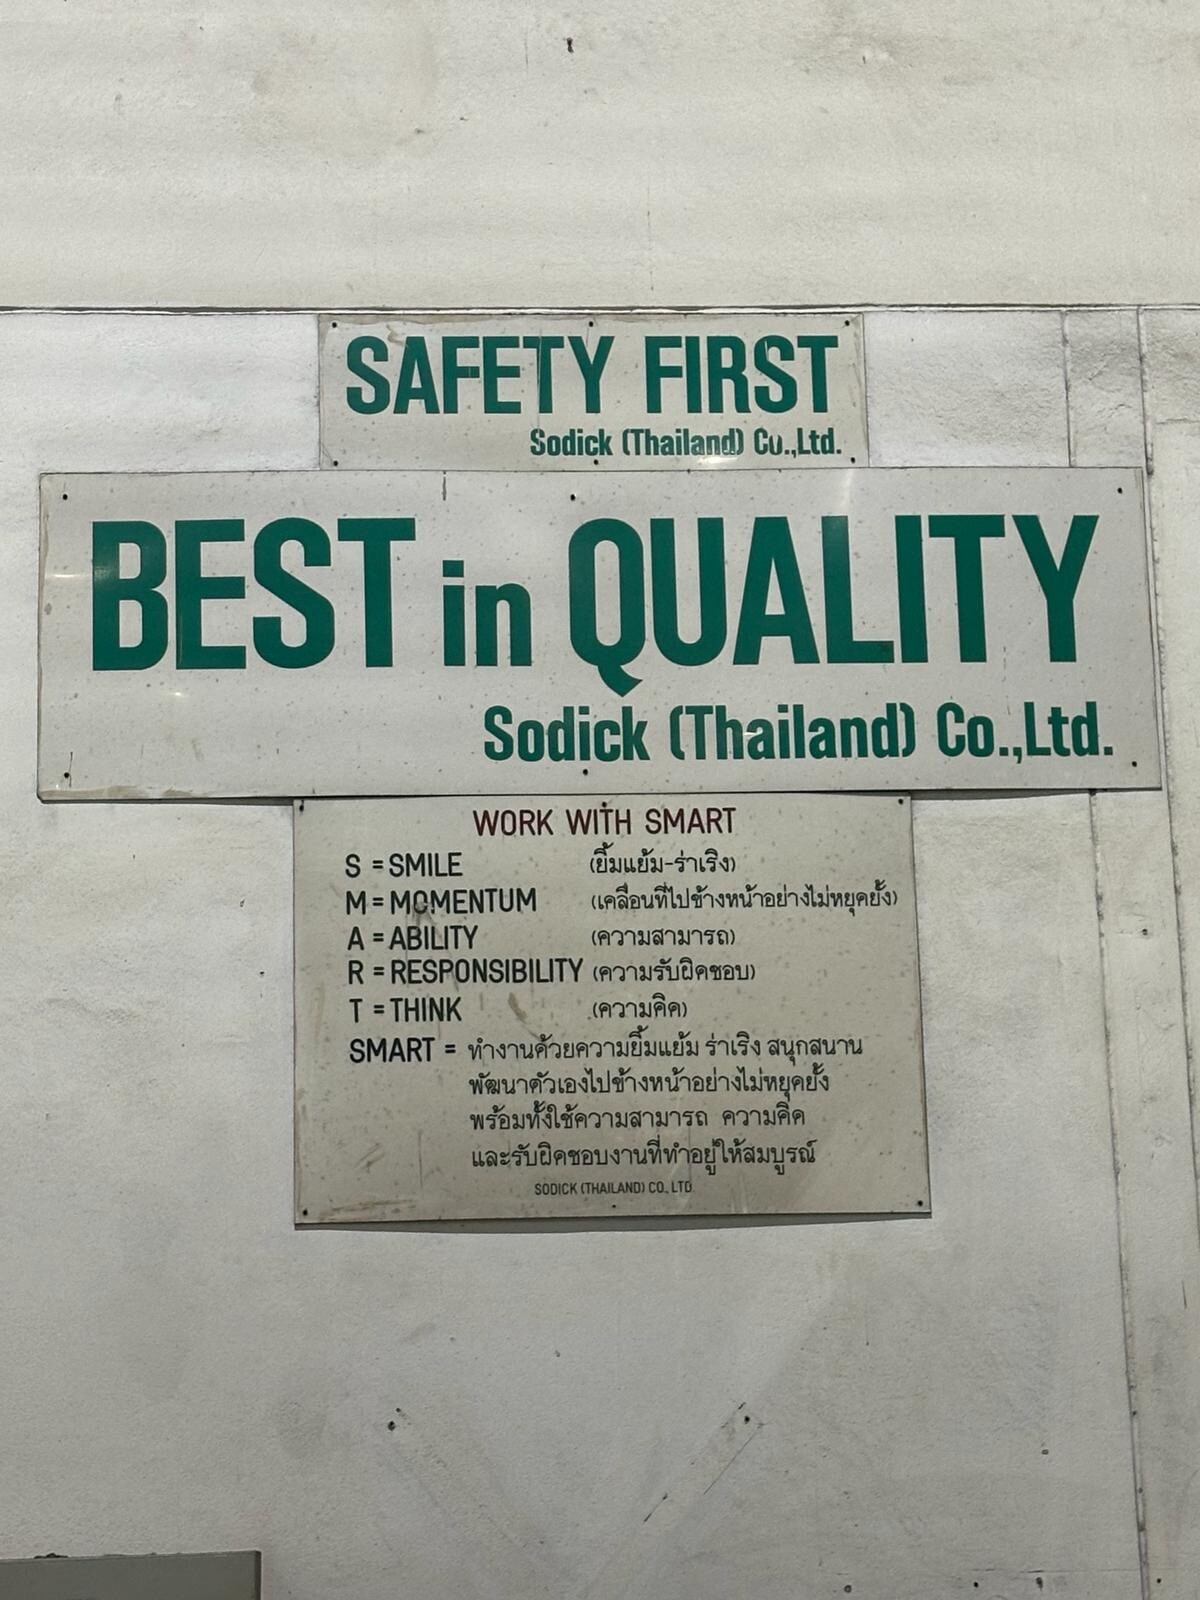 SAFETY FIRST
Sodick (Thailand) Co.,Ltd.
BEST in QUALITY
Sodick (Thailand) Co.,Ltd.
WORK WITH SMART
S = SMILE (ยิ้มแย้ม-ร่าเริง)
M = MOMENTUM (เคลื่อนที่ไปข้างหน้าอย่างไม่หยุดยั้ง)
A = ABILITY (ความสามารถ)
R = RESPONSIBILITY (ความรับผิดชอบ)
T = THINK (ความคิด)
SMART = ทำงานด้วยความยิ้มแย้ม ร่าเริง สนุกสนาน
พัฒนาตัวเองไปข้างหน้าอย่างไม่หยุดยั้ง
พร้อมทั้งใช้ความสามารถ ความคิด
และรับผิดชอบงานที่ทำอยู่ให้สมบูรณ์
SODICK (THAILAND) CO., LTD.